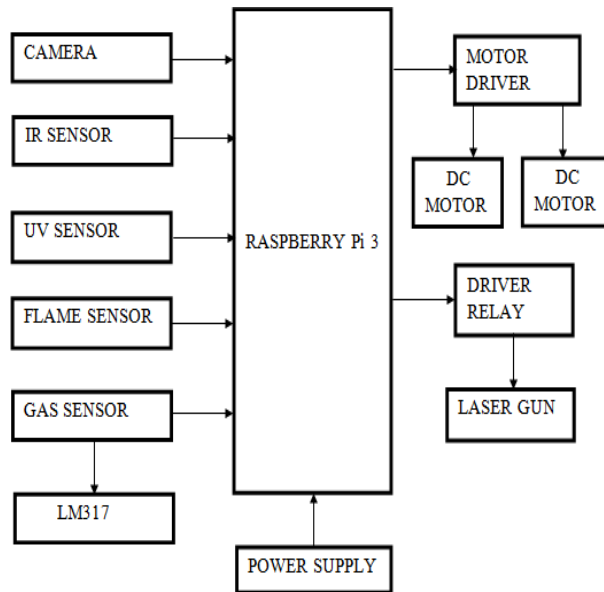 CAMERA
IR SENSOR
UV SENSOR
FLAME SENSOR
GAS SENSOR
LM317
RASPBERRY Pi 3
POWER SUPPLY
MOTOR
DRIVER
DC
MOTOR
DC
MOTOR
DRIVER
RELAY
LASER GUN